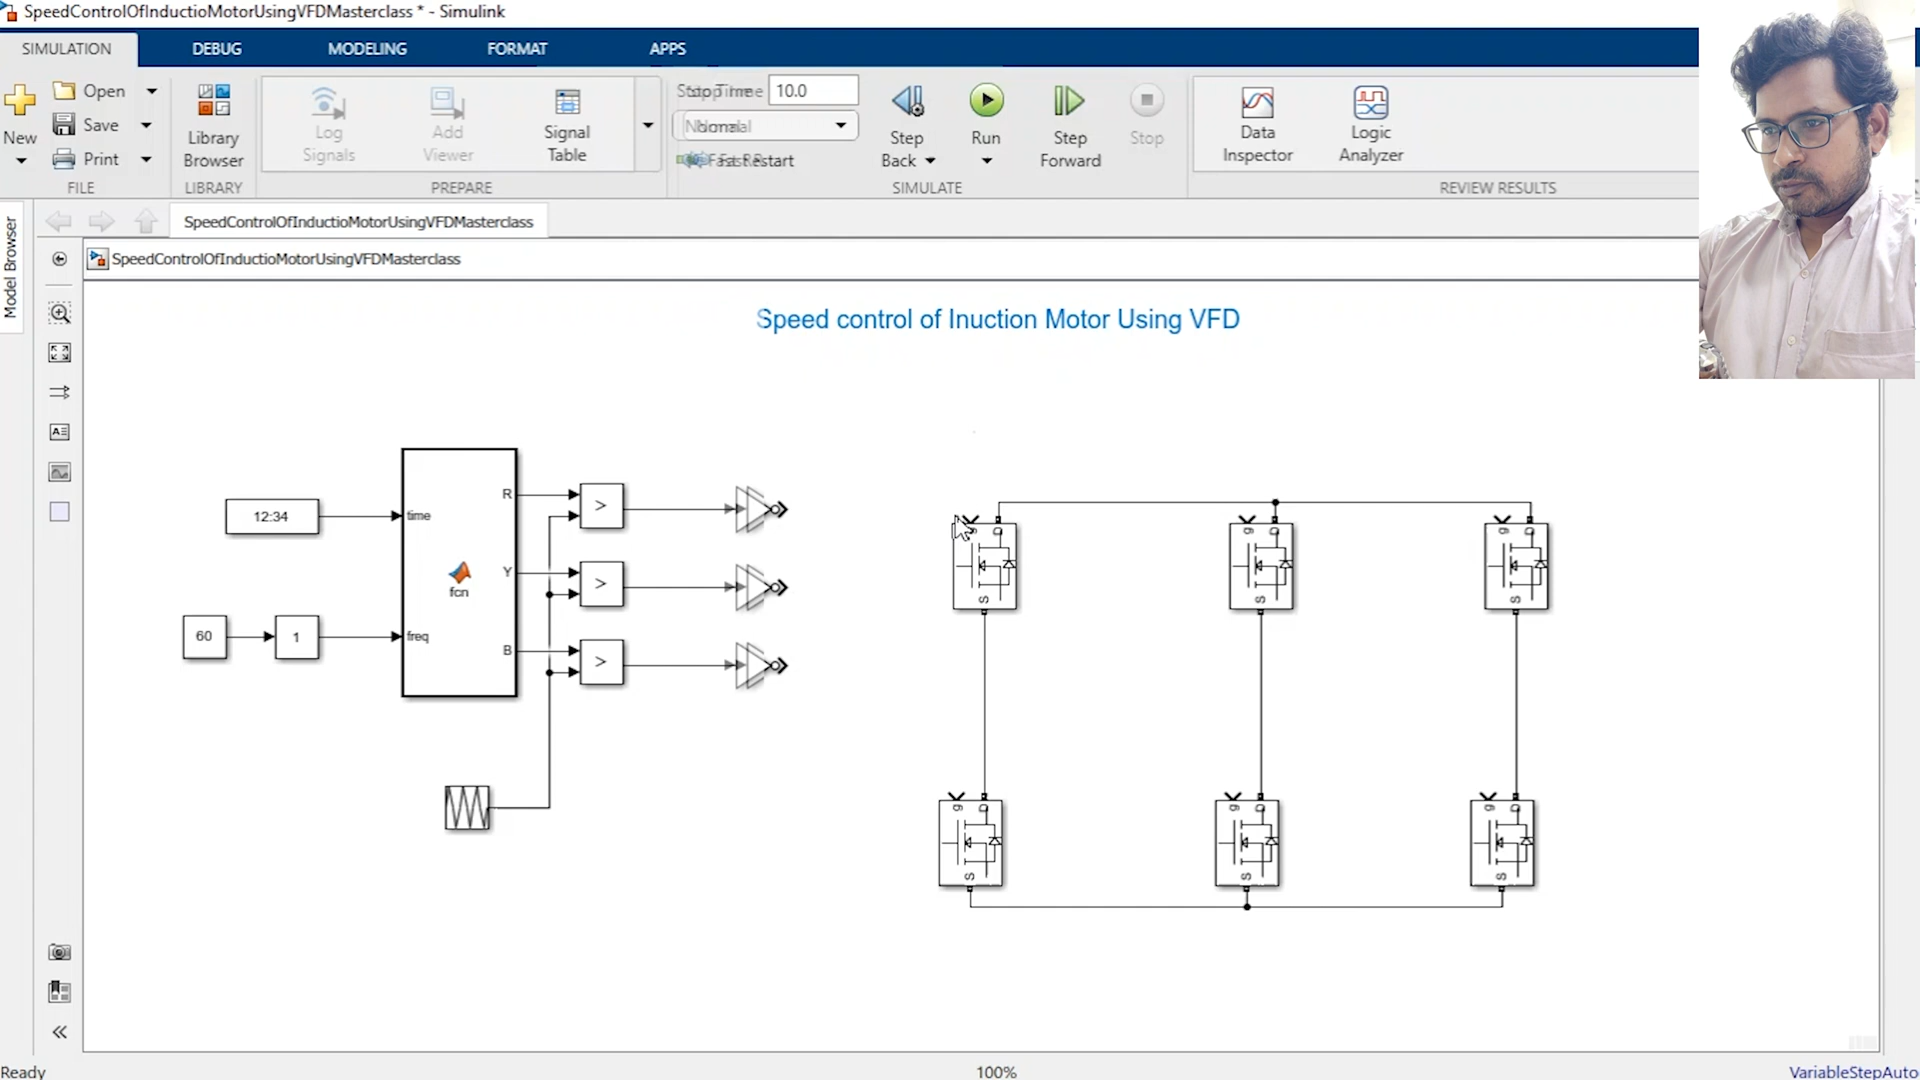 SpeedControlOfInductioMotorUsingVFDMasterclass * - Simulink
SIMULATION DEBUG MODELING FORMAT APPS
New
Open
Save
Print
FILE
Library
Browser
LIBRARY
Log
Signals
Add
Viewer
Signal
Table
PREPARE
10.0
Fast Restart
Step
Back
Run
Step
Forward
Stop
SIMULATE
Data
Inspector
Logic
Analyzer
REVIEW RESULTS
Model Browser
SpeedControlOfInductioMotorUsingVFDMasterclass
SpeedControlOfInductioMotorUsingVFDMasterclass
Speed control of Inuction Motor Using VFD
12:34
60
1
time
freq
fcn
R
Y
B
>
>
>
g D
S
g D
S
g D
S
g D
S
g D
S
g D
S
Ready
100%
VariableStepAuto